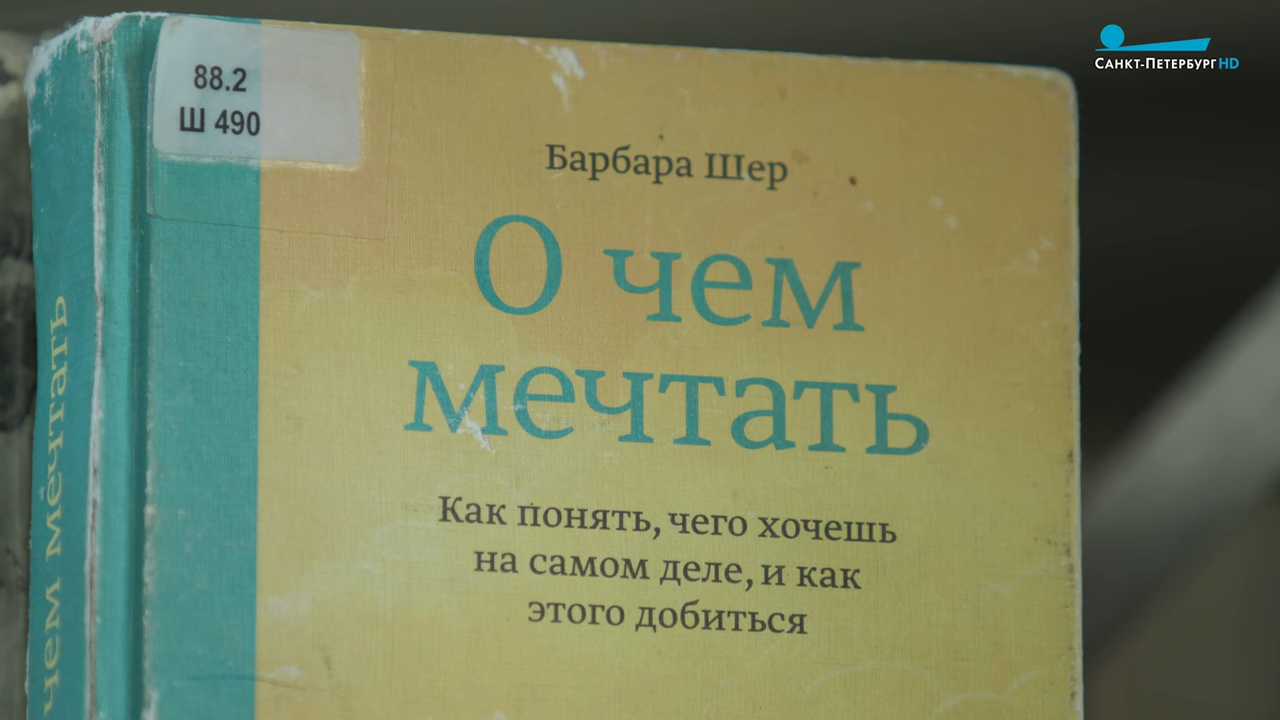 88.2
Ш 490
Санкт-Петербург HD
Барбара Шер
О чем
мечтать
Как понять, чего хочешь
на самом деле, и как
этого добиться
чем мечтать